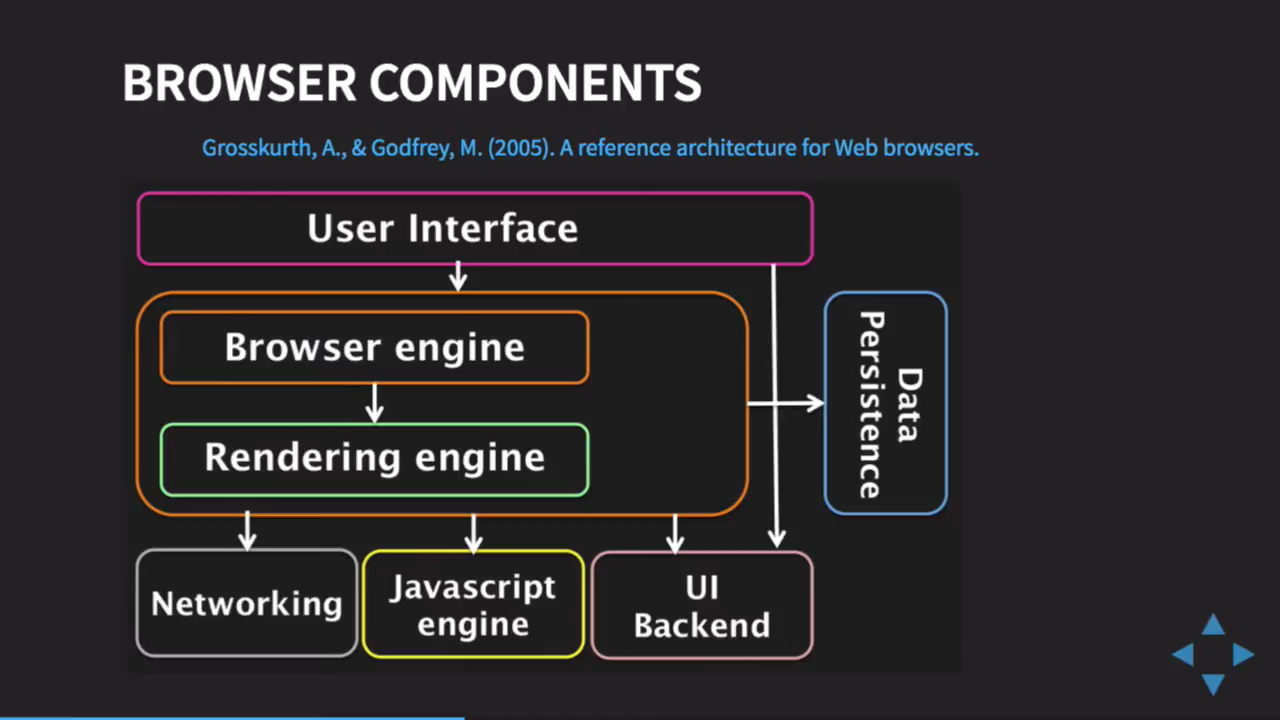 BROWSER COMPONENTS
Grosskurth, A., & Godfrey, M. (2005). A reference architecture for Web browsers.
User Interface
Browser engine
Rendering engine
Data
Persistence
Networking
Javascript
engine
UI
Backend